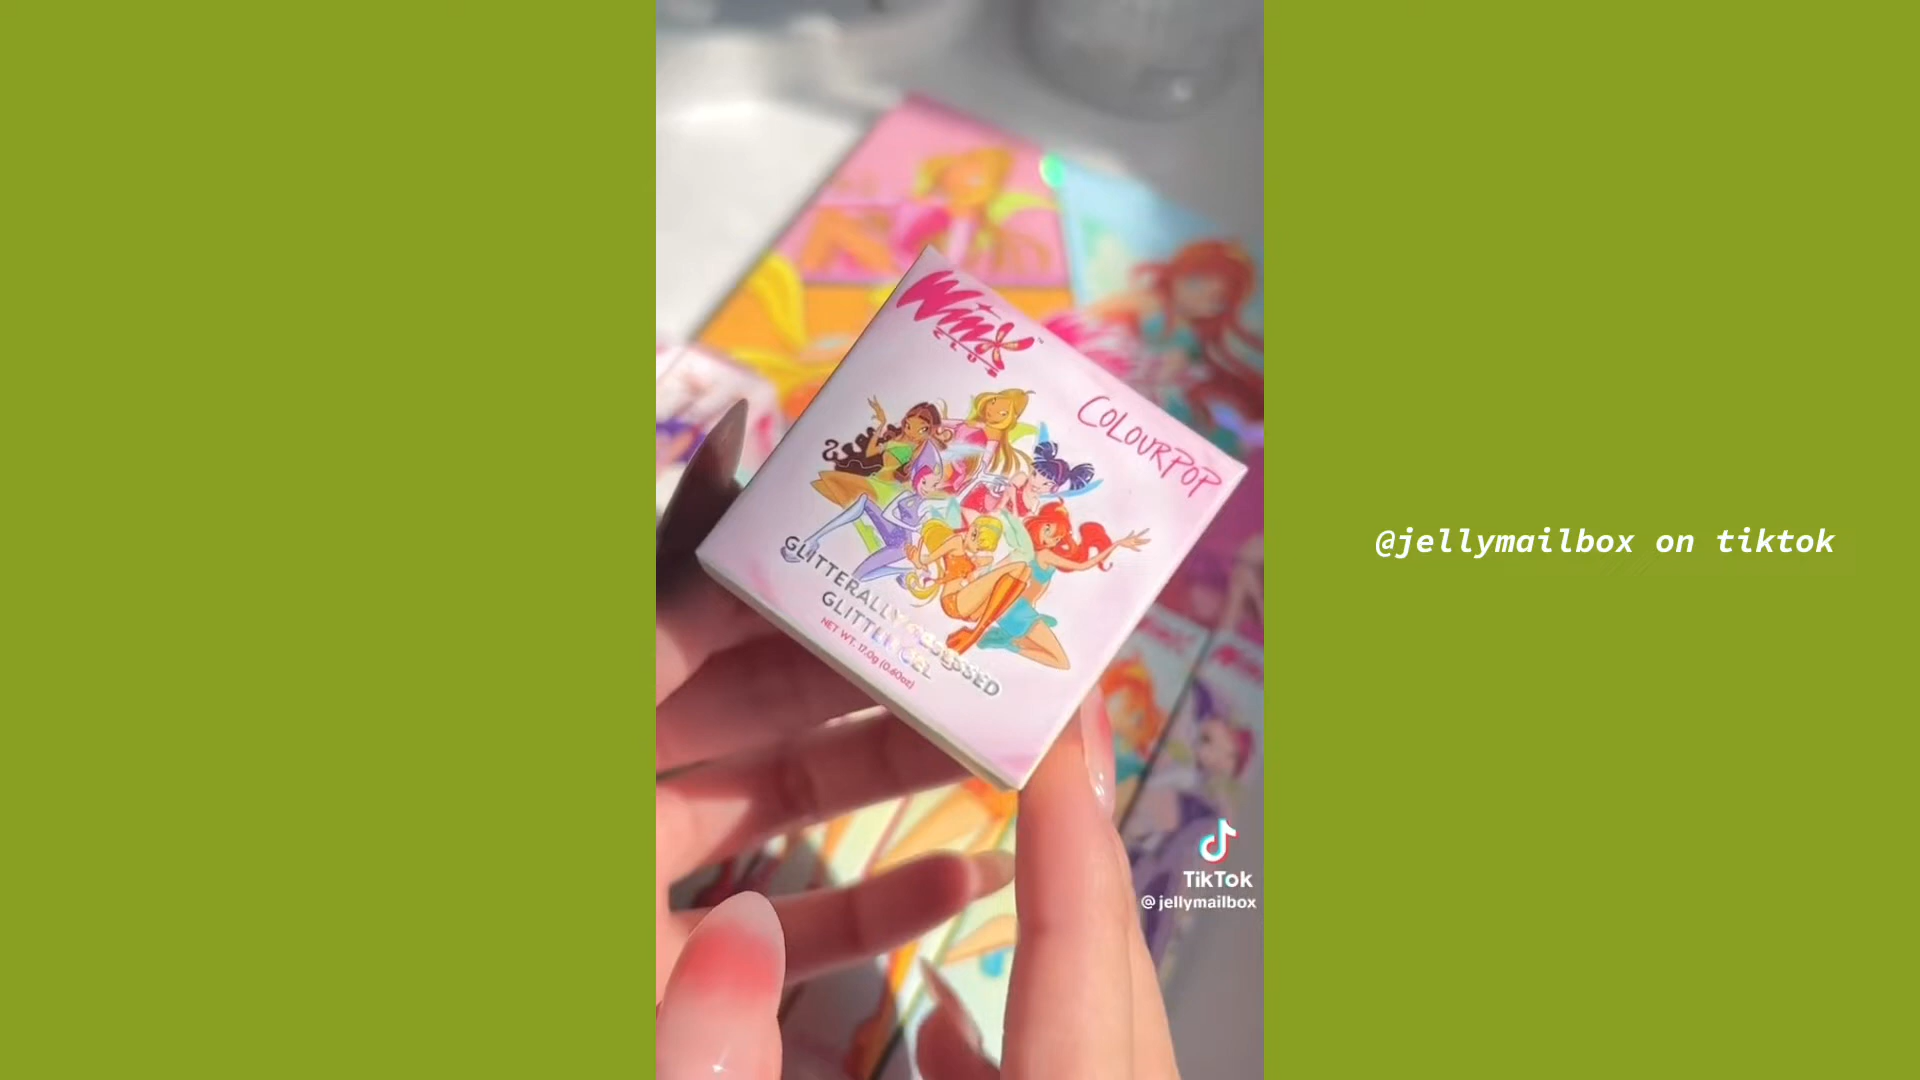 Winx
CLUB
COLOURPOP
GLITTERALLY OBSESSED
GLITTER GEL
NET WT. 17.0g (0.60oz)
TikTok
@jellymailbox
@jellymailbox on tiktok